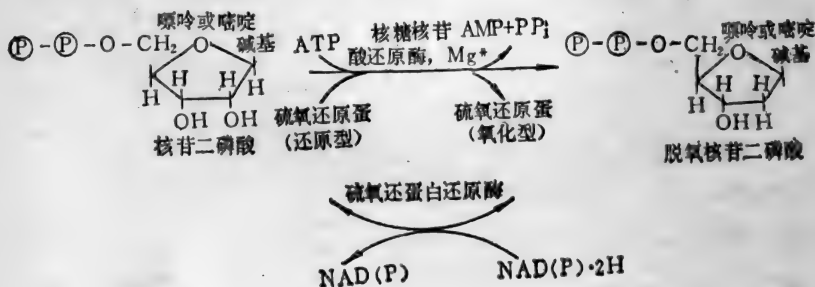 嘌呤或嘧啶
碱基
Ⓟ-Ⓟ-O-CH₂
O
H H H H
OH OH
核苷二磷酸
ATP
核糖核苷 AMP+PPi
酸还原酶, Mg*
硫氧还原蛋
(还原型)
硫氧还原蛋
(氧化型)
嘌呤或嘧啶
碱基
Ⓟ-Ⓟ-O-CH₂
O
H H H H
OH H
脱氧核苷二磷酸
硫氧还蛋白还原酶
NAD(P)
NAD(P)·2H